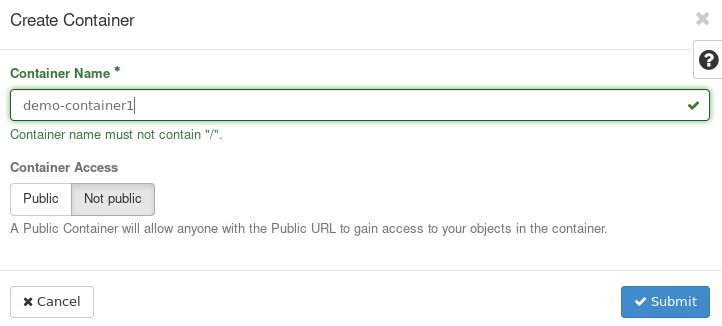 Create Container
Container Name *
demo-container1
Container name must not contain "/".
Container Access
Public Not public
A Public Container will allow anyone with the Public URL to gain access to your objects in the container.
Cancel Submit